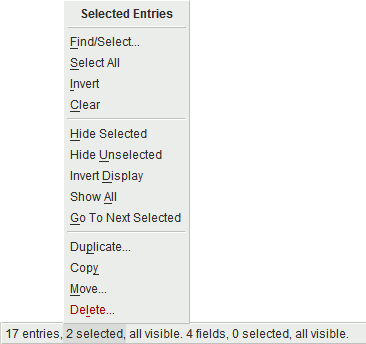 Selected Entries
Find/Select...
Select All
Invert
Clear
Hide Selected
Hide Unselected
Invert Display
Show All
Go To Next Selected
Duplicate...
Copy
Move...
Delete...
17 entries, 2 selected, all visible. 4 fields, 0 selected, all visible.